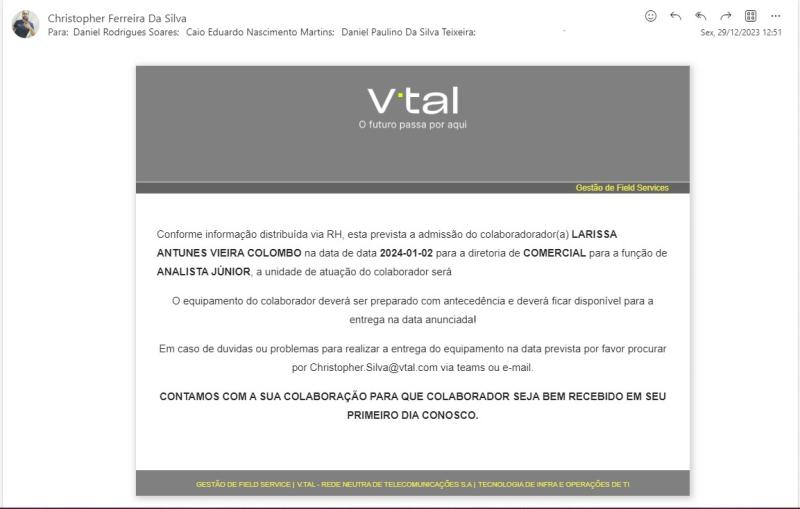 Christopher Ferreira Da Silva
Para: Daniel Rodrigues Soares; Caio Eduardo Nascimento Martins; Daniel Paulino Da Silva Teixeira;
Sex, 29/12/2023 12:51
V·tal
O futuro passa por aqui
Gestão de Field Services
Conforme informação distribuída via RH, esta prevista a admissão do colaboradorador(a) LARISSA
ANTUNES VIEIRA COLOMBO na data de data 2024-01-02 para a diretoria de COMERCIAL para a função de
ANALISTA JÚNIOR, a unidade de atuação do colaborador será
O equipamento do colaborador deverá ser preparado com antecedência e deverá ficar disponível para a
entrega na data anunciada!
Em caso de duvidas ou problemas para realizar a entrega do equipamento na data prevista por favor procurar
por Christopher.Silva@vtal.com via teams ou e-mail.
CONTAMOS COM A SUA COLABORAÇÃO PARA QUE COLABORADOR SEJA BEM RECEBIDO EM SEU
PRIMEIRO DIA CONOSCO.
GESTÃO DE FIELD SERVICE | V.TAL - REDE NEUTRA DE TELECOMUNICAÇÕES S.A | TECNOLOGIA DE INFRA E OPERAÇÕES DE TI